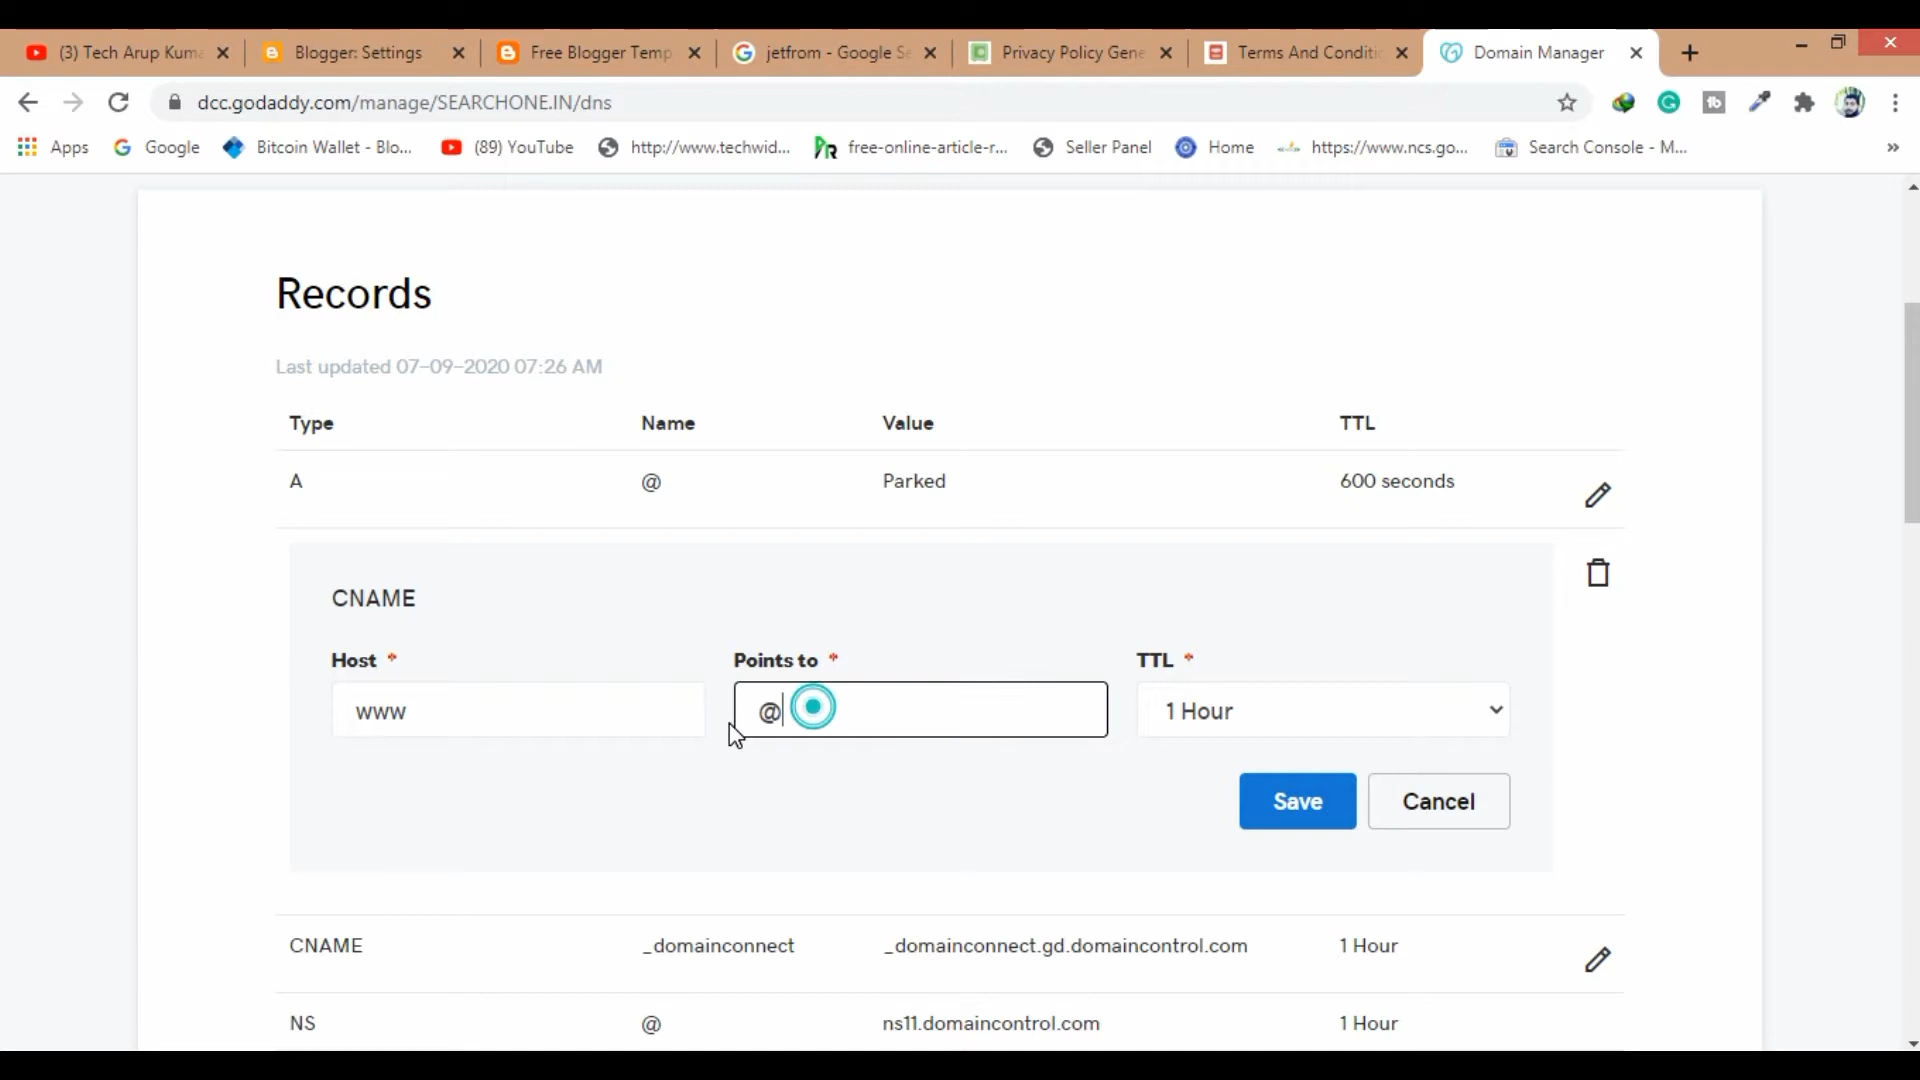 (3) Tech Arup Kuma
Blogger: Settings
Free Blogger Temp
jetfrom - Google Se
Privacy Policy Gene
Terms And Conditio
Domain Manager
dcc.godaddy.com/manage/SEARCHONE.IN/dns
Apps
Google
Bitcoin Wallet - Blo...
(89) YouTube
http://www.techwid...
free-online-article-r...
Seller Panel
Home
https://www.ncs.go...
Search Console - M...
»
Records
Last updated 07-09-2020 07:26 AM
Type Name Value TTL
A @ Parked 600 seconds
CNAME
Host * Points to * TTL *
www @ 1 Hour
Save Cancel
CNAME _domainconnect _domainconnect.gd.domaincontrol.com 1 Hour
NS @ ns11.domaincontrol.com 1 Hour